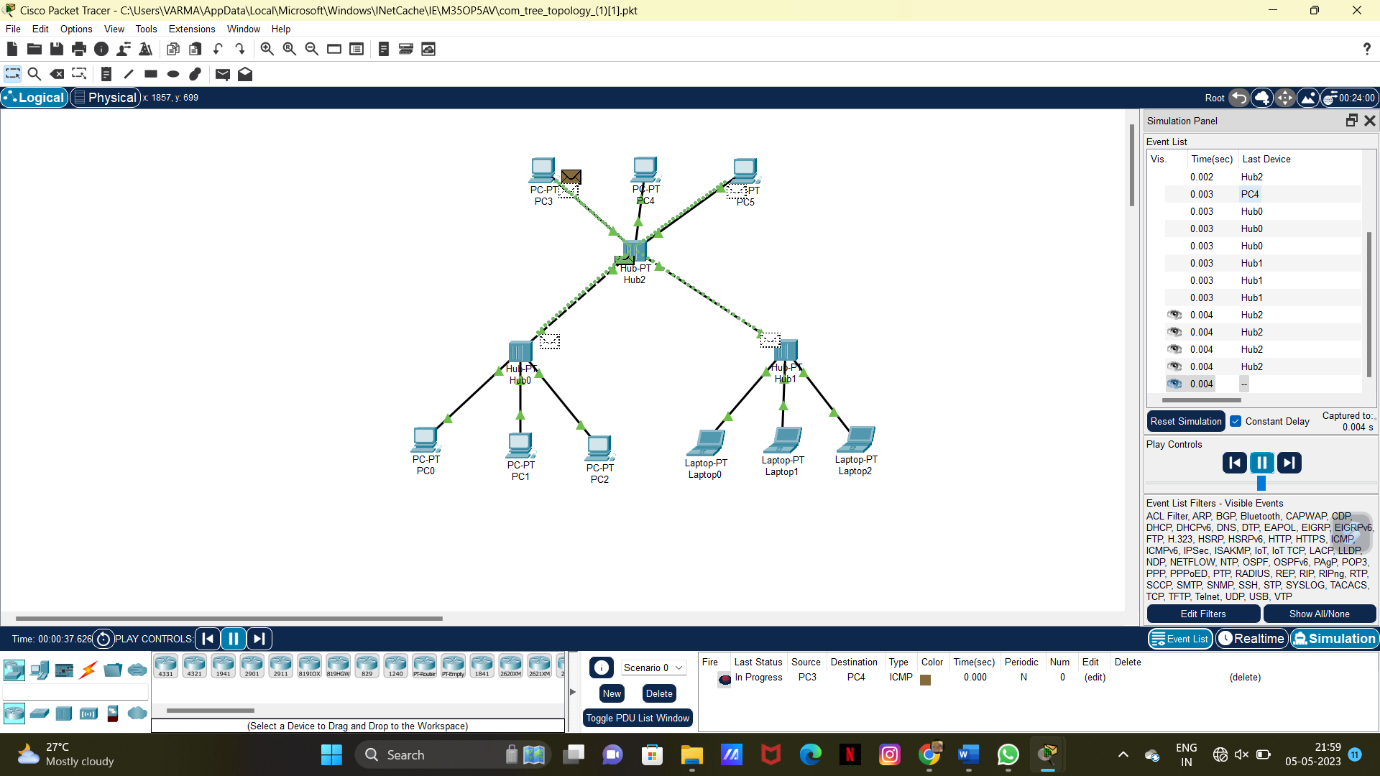 Cisco Packet Tracer - C:\Users\VARMA\AppData\Local\Microsoft\Windows\INetCache\IE\M35OP5AV\com_tree_topology_(1)[1].pkt
File Edit Options View Tools Extensions Window Help
?
Logical Physical x: 1857, y: 699 Root 00:24:00
Simulation Panel
Event List
Vis. Time(sec) Last Device
0.002 Hub2
0.003 PC4
0.003 Hub0
0.003 Hub0
0.003 Hub0
0.003 Hub1
0.003 Hub1
0.003 Hub1
0.004 Hub2
0.004 Hub2
0.004 Hub2
0.004 Hub2
0.004 --
Reset Simulation Constant Delay Captured to:
0.004 s
Play Controls
Event List Filters - Visible Events
ACL Filter, ARP, BGP, Bluetooth, CAPWAP, CDP,
DHCP, DHCPv6, DNS, DTP, EAPOL, EIGRP, EIGRPv6,
FTP, H.323, HSRP, HSRPv6, HTTP, HTTPS, ICMP,
ICMPv6, IPSec, ISAKMP, IoT, IoT TCP, LACP, LLDP,
NDP, NETFLOW, NTP, OSPF, OSPFv6, PAgP, POP3,
PPP, PPPoED, PTP, RADIUS, REP, RIP, RIPng, RTP,
SCCP, SMTP, SNMP, SSH, STP, SYSLOG, TACACS,
TCP, TFTP, Telnet, UDP, USB, VTP
Edit Filters Show All/None
Event List Realtime Simulation
PC-PT
PC3
PC-PT
PC4
PT
PC5
Hub-PT
Hub2
Hub-PT
Hub0
Hub-PT
Hub1
PC-PT
PC0
PC-PT
PC1
PC-PT
PC2
Laptop-PT
Laptop0
Laptop-PT
Laptop1
Laptop-PT
Laptop2
Time: 00:00:37.626 PLAY CONTROLS:
4331 4321 1941 2901 2911 819IOX 819HGW 829 1240 PT-Router PT-Empty 1841 2620XM 2621XM
(Select a Device to Drag and Drop to the Workspace)
Scenario 0
New Delete
Toggle PDU List Window
Fire Last Status Source Destination Type Color Time(sec) Periodic Num Edit Delete
In Progress PC3 PC4 ICMP 0.000 N 0 (edit) (delete)
27°C
Mostly cloudy
Search
ENG
IN
21:59
05-05-2023
11